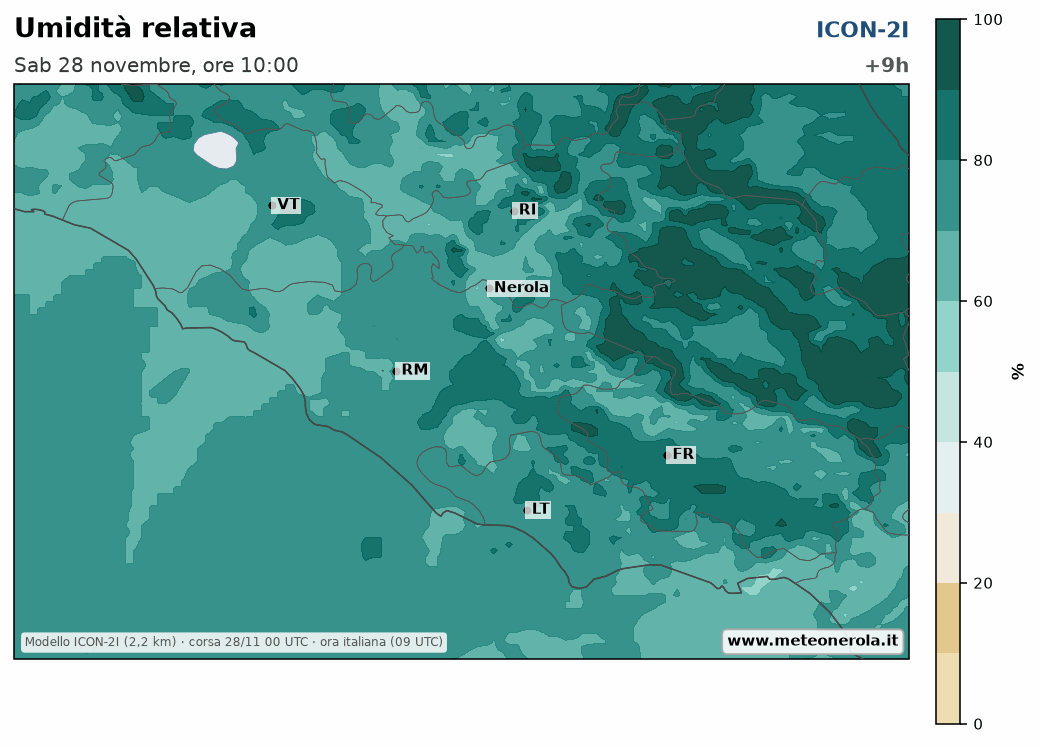 Umidità relativa
ICON-2I
Sab 28 novembre, ore 10:00
+9h
VT
RI
Nerola
RM
FR
LT
Modello ICON-2I (2,2 km) · corsa 28/11 00 UTC · ora italiana (09 UTC)
www.meteonerola.it
100
80
60
40
20
0
%